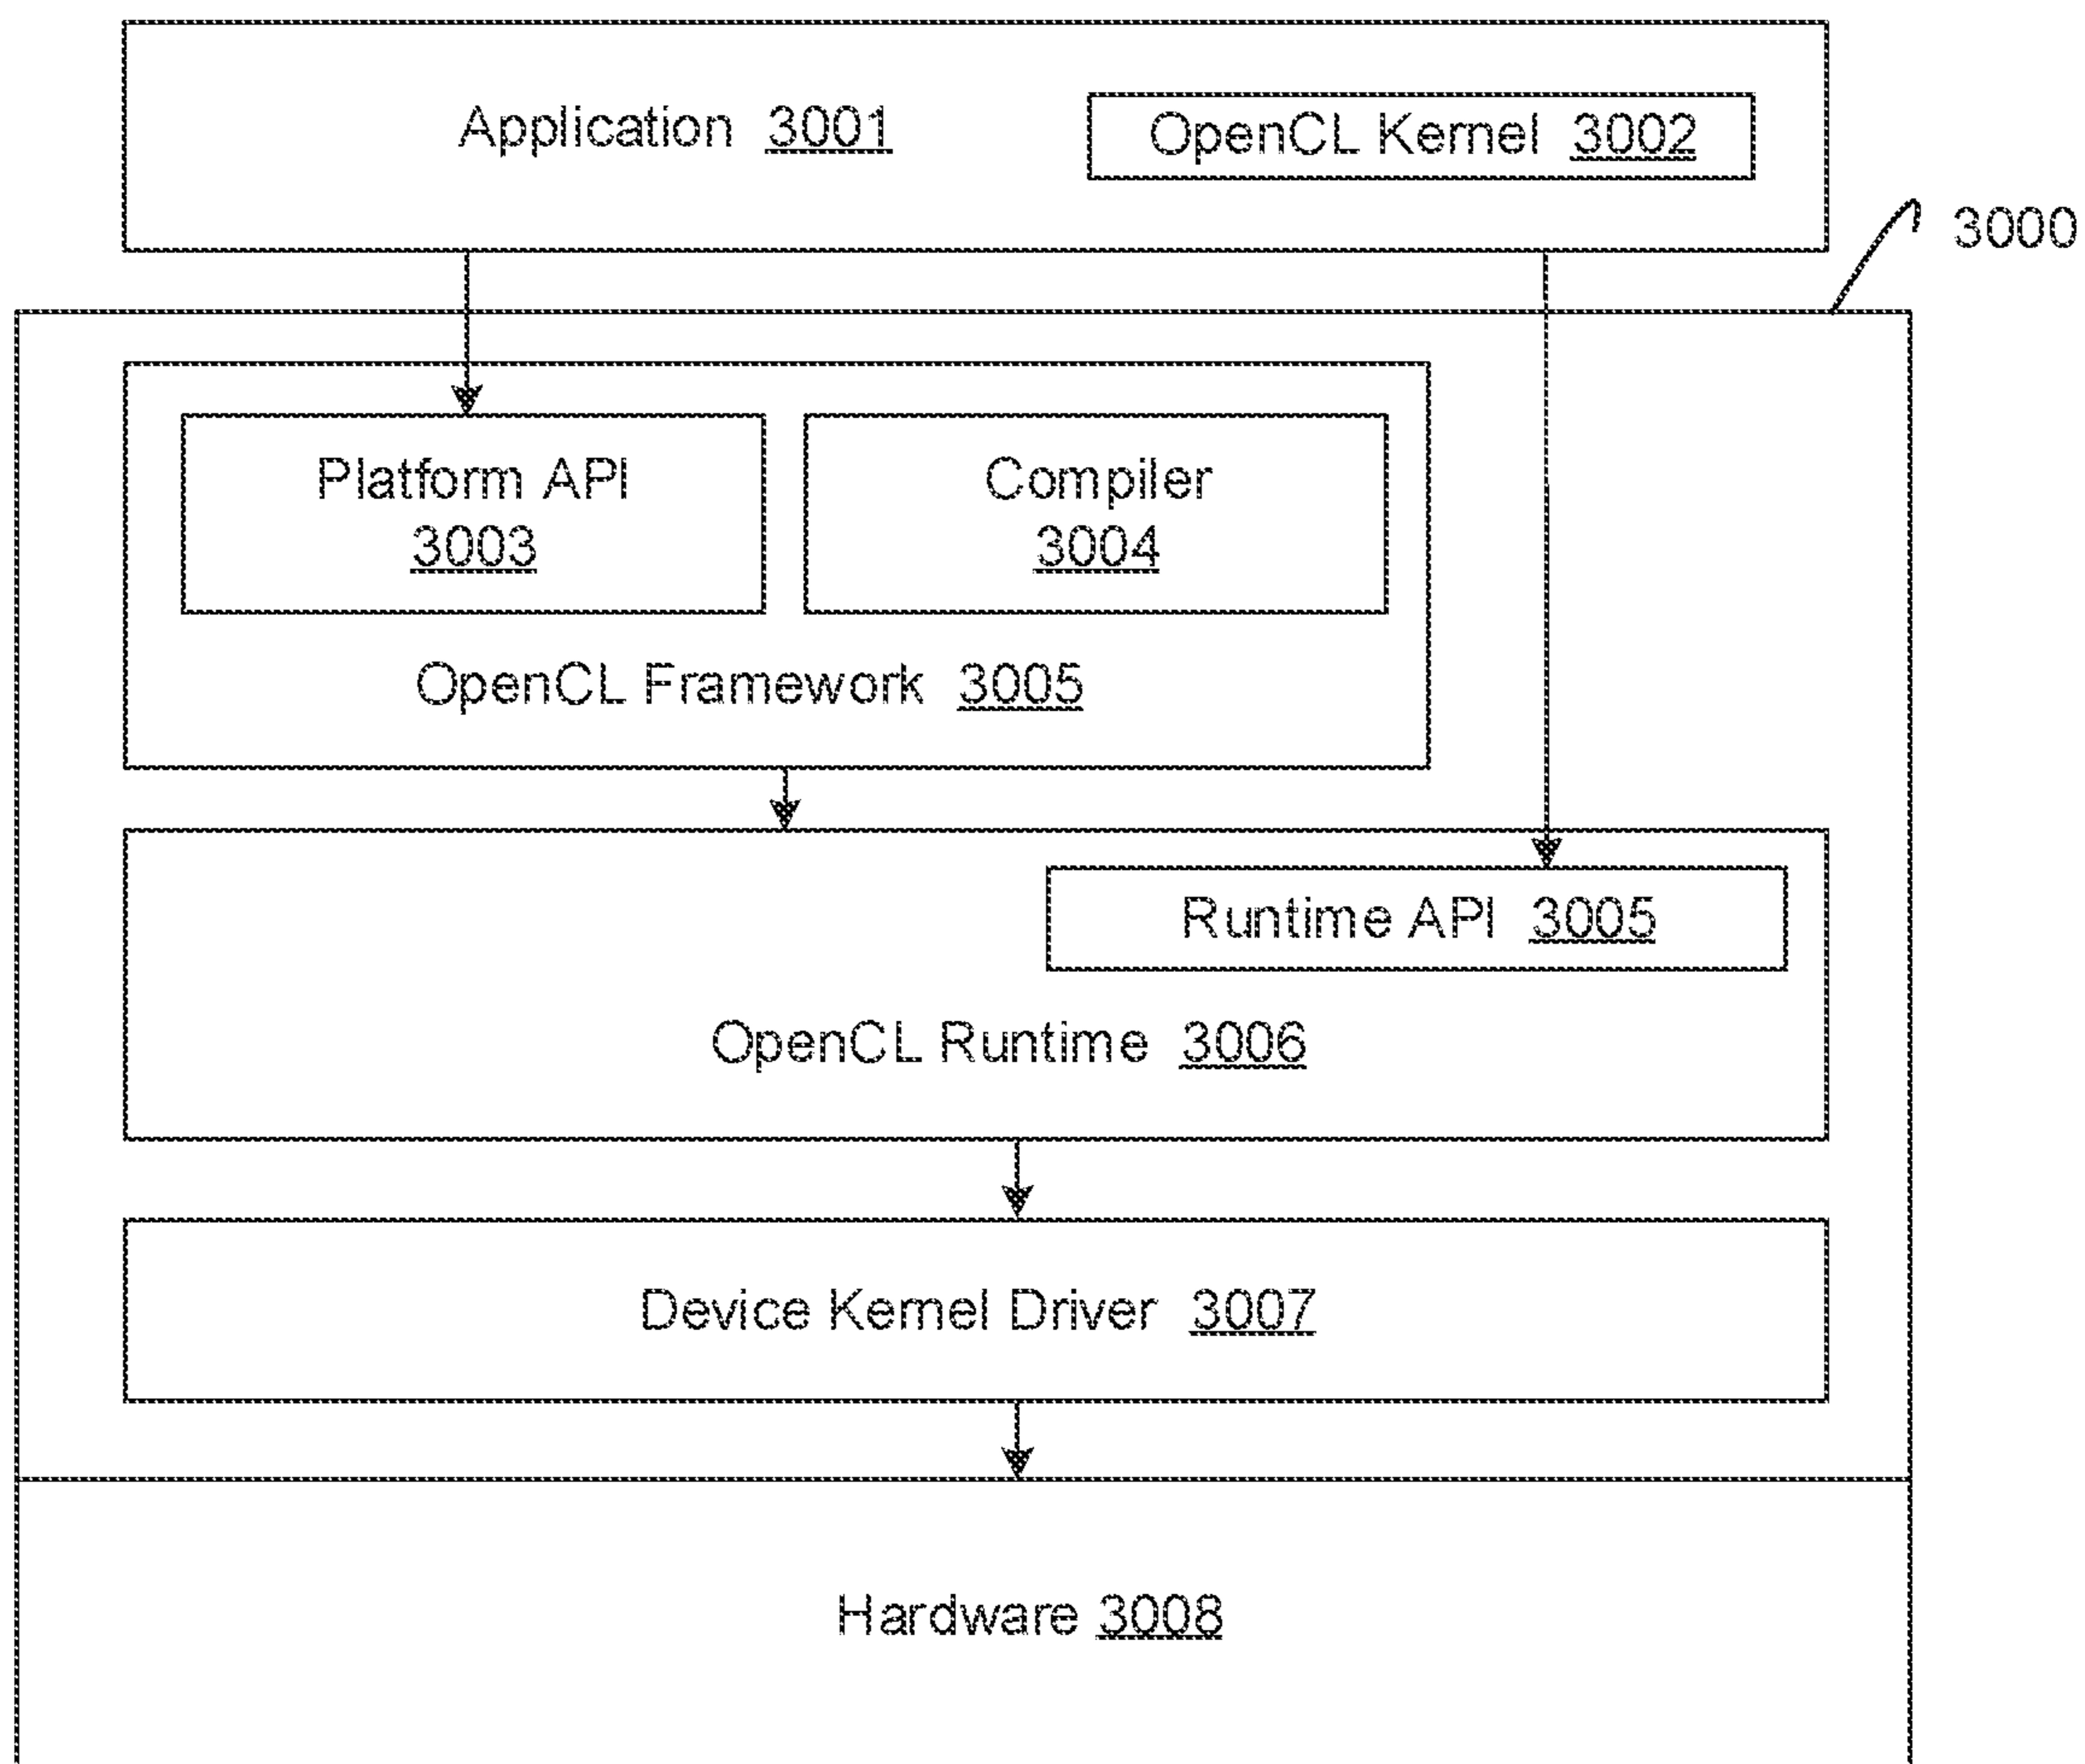 Application 3001
OpenCL Kernel 3002
3000
Platform API
3003
Compiler
3004
OpenCL Framework 3005
Runtime API 3005
OpenCL Runtime 3006
Device Kernel Driver 3007
Hardware 3008